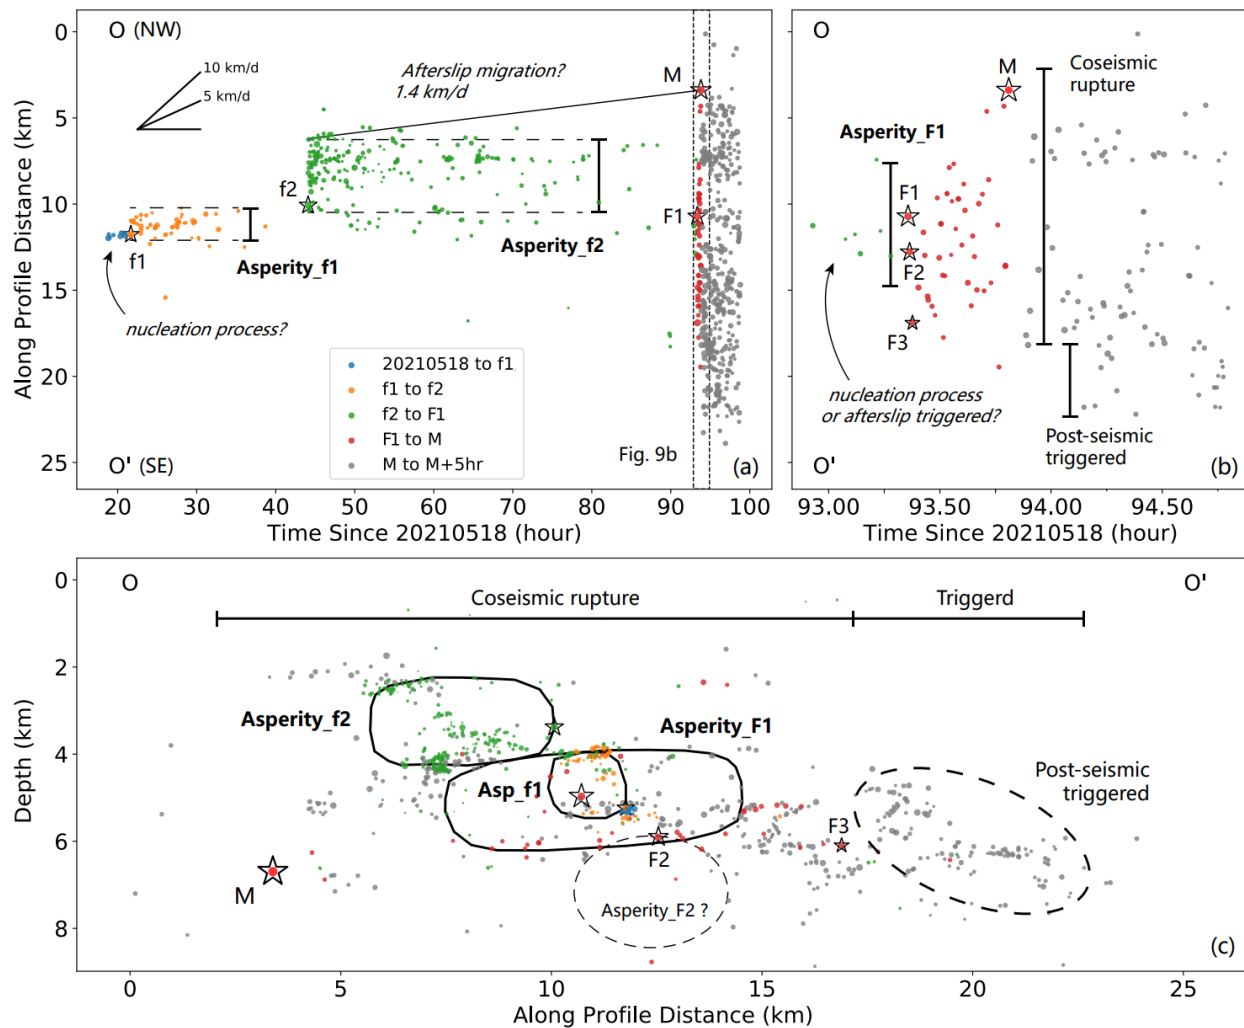 O (NW)
10 km/d
5 km/d
Afterslip migration?
1.4 km/d
M
f2
f1
F1
Asperity_f1
Asperity_f2
nucleation process?
20210518 to f1
f1 to f2
f2 to F1
F1 to M
M to M+5hr
Fig. 9b
O' (SE)
(a)
0
5
10
15
20
25
Along Profile Distance (km)
20
30
40
50
60
70
80
90
100
Time Since 20210518 (hour)
O
M
Coseismic
rupture
Asperity_F1
F1
F2
F3
nucleation process
or afterslip triggered?
Post-seismic
triggered
O'
(b)
93.00
93.50
94.00
94.50
Time Since 20210518 (hour)
O
O'
Coseismic rupture
Triggerd
Asperity_f2
Asperity_F1
Asp_f1
Post-seismic
triggered
F3
F2
M
Asperity_F2 ?
(c)
0
2
4
6
8
Depth (km)
0
5
10
15
20
25
Along Profile Distance (km)